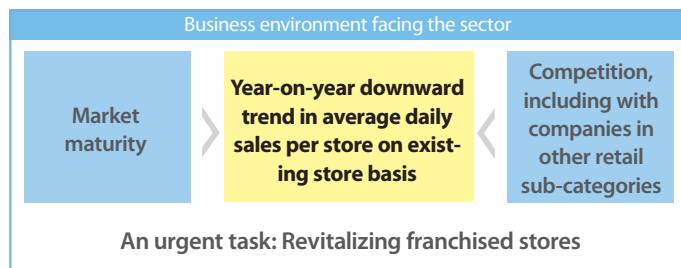 Business environment facing the sector
Market
maturity
Year-on-year downward
trend in average daily
sales per store on exist-
ing store basis
Competition,
including with
companies in
other retail
sub-categories
An urgent task: Revitalizing franchised stores